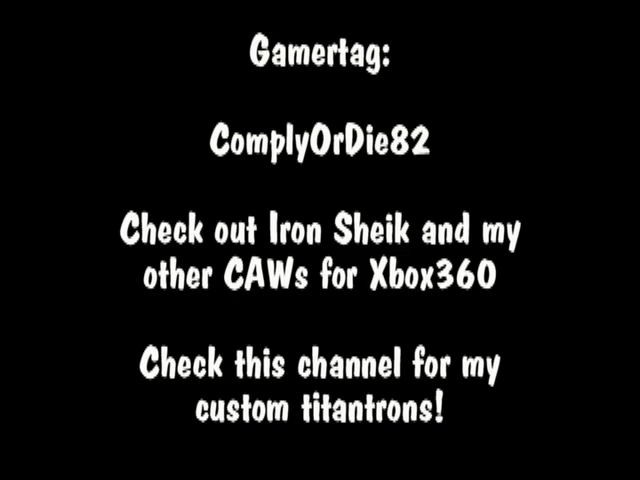 Gamertag:
ComplyOrDie82
Check out Iron Sheik and my
other CAWs for Xbox360
Check this channel for my
custom titantrons!